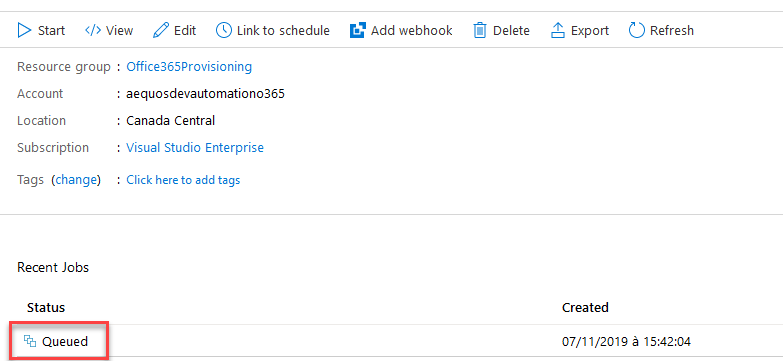 Start View Edit Link to schedule Add webhook Delete Export Refresh
Resource group : Office365Provisioning
Account : aequosdevautomationo365
Location : Canada Central
Subscription : Visual Studio Enterprise
Tags (change) : Click here to add tags
Recent Jobs
Status Created
Queued 07/11/2019 à 15:42:04